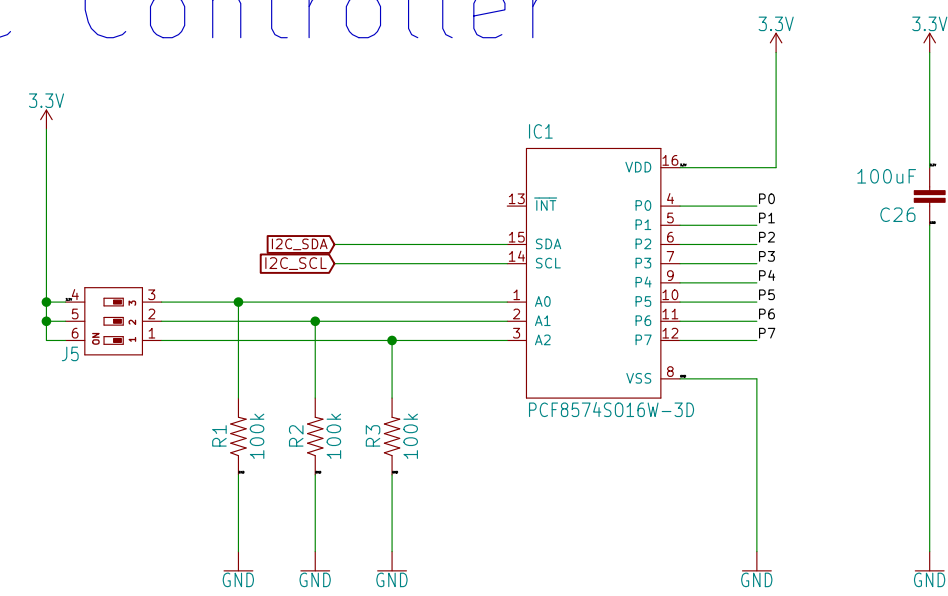 Controller
3.3V
3.3V
3.3V
IC1
VDD 16
100uF
C26
13 INT
P0 4 P0
P1 5 P1
I2C_SDA 15 SDA
P2 6 P2
I2C_SCL 14 SCL
P3 7 P3
P4 9 P4
4 3 3 1 A0
P5 10 P5
5 2 2 2 A1
P6 11 P6
6 ON 1 1 3 A2
P7 12 P7
J5
VSS 8
PCF8574SO16W-3D
R1 100k
R2 100k
R3 100k
GND
GND
GND
GND
GND